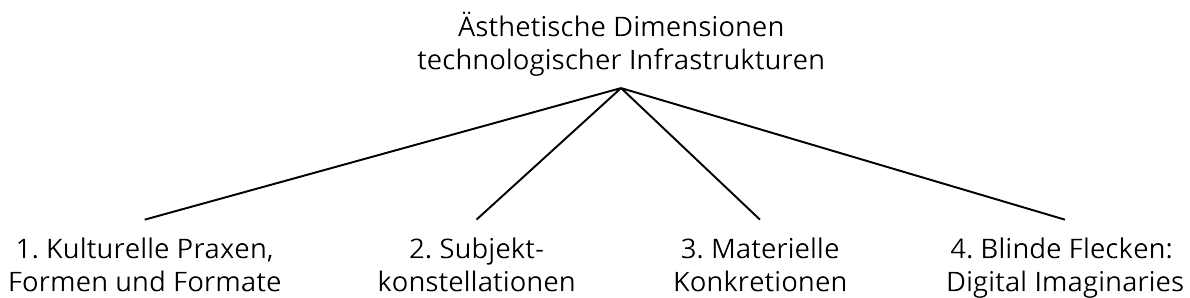 Ästhetische Dimensionen
technologischer Infrastrukturen
1. Kulturelle Praxen,
Formen und Formate
2. Subjekt-
konstellationen
3. Materielle
Konkretionen
4. Blinde Flecken:
Digital Imaginaries